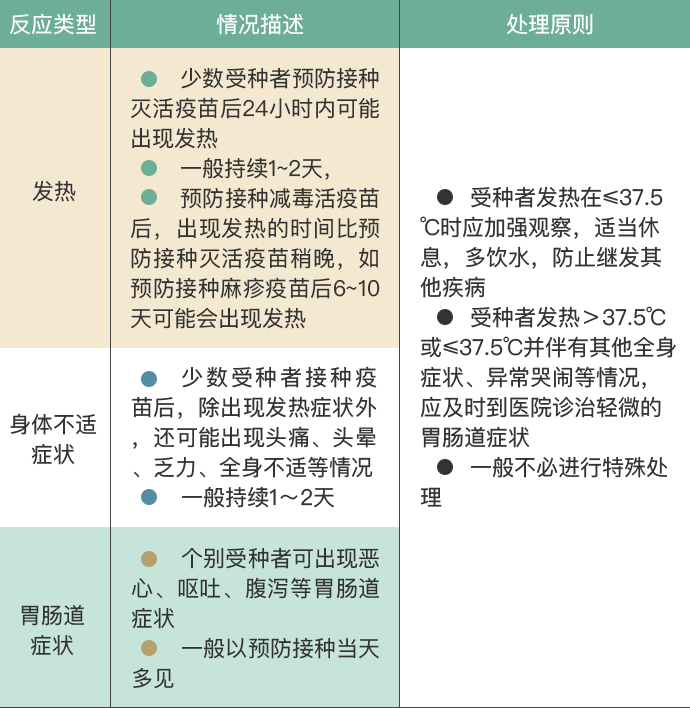 反应类型
情况描述
处理原则
发热
● 少数受种者预防接种
灭活疫苗后24小时内可能
出现发热
● 一般持续1~2天，
● 预防接种减毒活疫苗
后，出现发热的时间比预
防接种灭活疫苗稍晚，如
预防接种麻疹疫苗后6~10
天可能会出现发热
身体不适
症状
● 少数受种者接种疫
苗后，除出现发热症状外
，还可能出现头痛、头晕
、乏力、全身不适等情况
● 一般持续1～2天
胃肠道
症状
● 个别受种者可出现恶
心、呕吐、腹泻等胃肠道
症状
● 一般以预防接种当天
多见
● 受种者发热在≤37.5
℃时应加强观察，适当休
息，多饮水，防止继发其
他疾病
● 受种者发热＞37.5℃
或≤37.5℃并伴有其他全身
症状、异常哭闹等情况，
应及时到医院诊治轻微的
胃肠道症状
● 一般不必进行特殊处
理